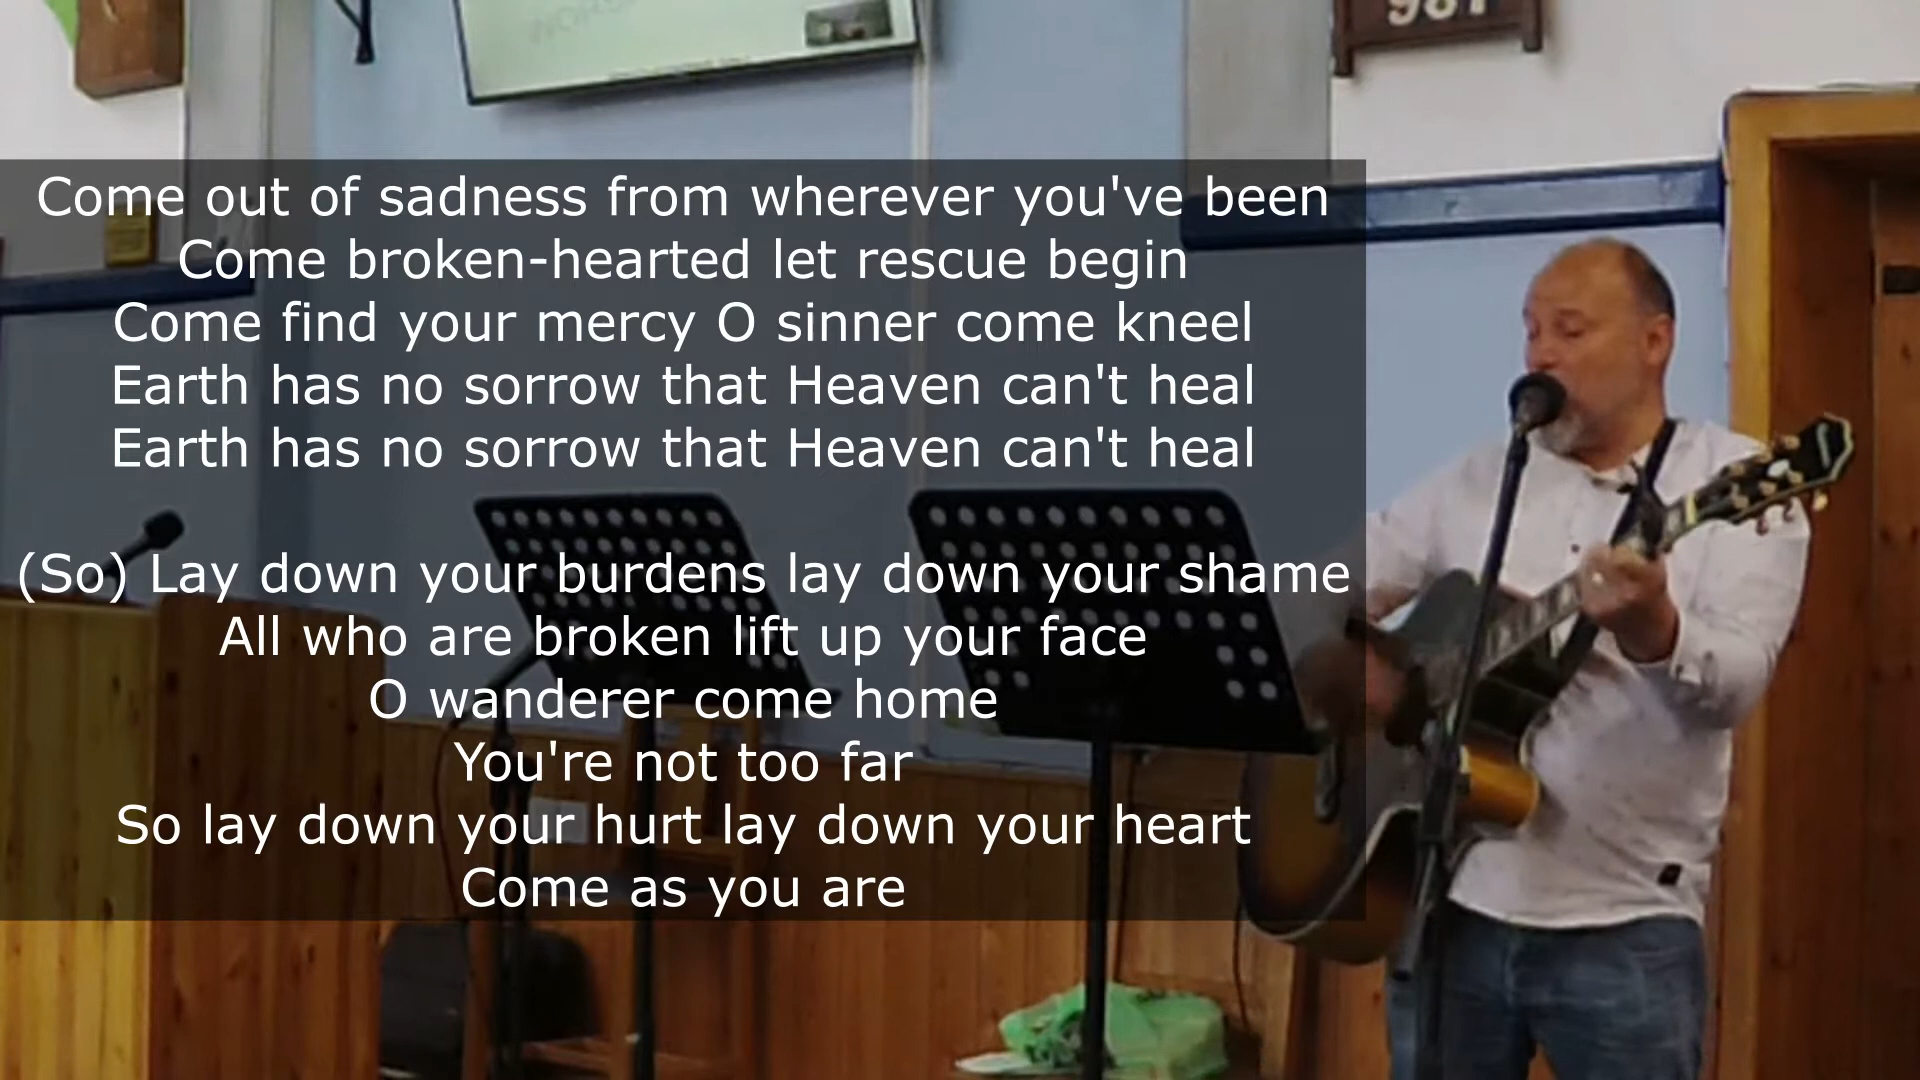 987
Come out of sadness from wherever you've been
Come broken-hearted let rescue begin
Come find your mercy O sinner come kneel
Earth has no sorrow that Heaven can't heal
Earth has no sorrow that Heaven can't heal
(So) Lay down your burdens lay down your shame
All who are broken lift up your face
O wanderer come home
You're not too far
So lay down your hurt lay down your heart
Come as you are